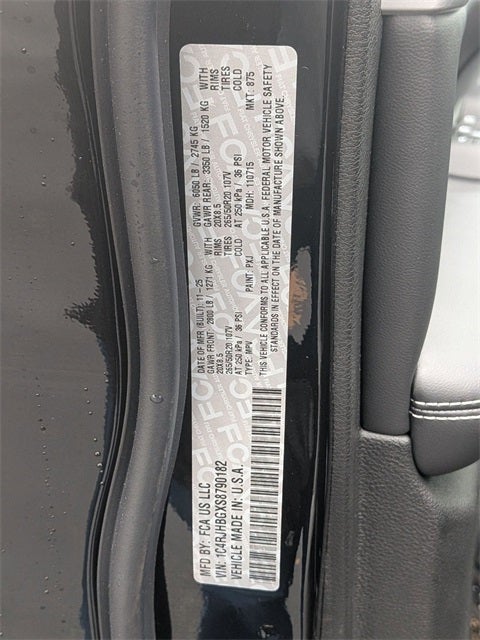 MFD BY: FCA US LLC
VIN: 1C4RJHBGXS8790182
VEHICLE MADE IN: U.S.A.
DATE OF MFR (BUILT): 11-25 GVWR: 6050 LB / 2745 KG WITH
GAWR FRONT: 2800 LB / 1271 KG WITH GAWR REAR: 3350 LB / 1520 KG WITH
20X8.5 RIMS 20X8.5 RIMS
265/50R20 107V TIRES 265/50R20 107V TIRES
AT 250 kPa / 36 PSI COLD AT 250 kPa / 36 PSI COLD
TYPE: MPV PAINT: PXJ MDH: 110715 MKT: 875
THIS VEHICLE CONFORMS TO ALL APPLICABLE U.S.A. FEDERAL MOTOR VEHICLE SAFETY
STANDARDS IN EFFECT ON THE DATE OF MANUFACTURE SHOWN ABOVE.